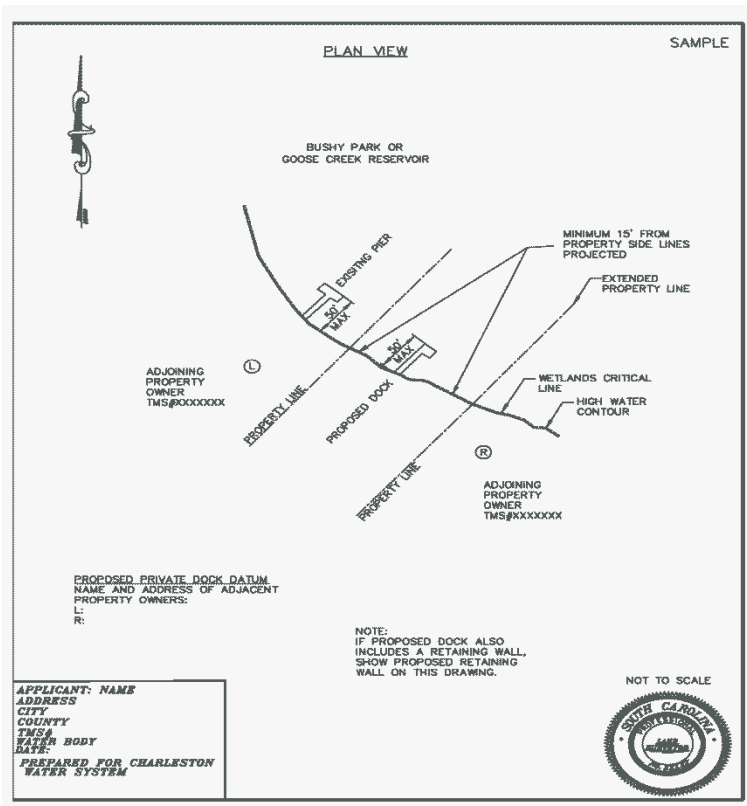 PLAN VIEW
SAMPLE
BUSHY PARK OR
GOOSE CREEK RESERVOIR
EXISITNG PIER
50'
MAX
MINIMUM 15' FROM
PROPERTY SIDE LINES
PROJECTED
EXTENDED
PROPERTY LINE
50'
MAX
L
ADJOINING
PROPERTY
OWNER
TMS#XXXXXXX
PROPERTY LINE
PROPOSED DOCK
WETLANDS CRITICAL
LINE
HIGH WATER
CONTOUR
R
PROPERTY LINE
ADJOINING
PROPERTY
OWNER
TMS#XXXXXXX
PROPOSED PRIVATE DOCK DATUM
NAME AND ADDRESS OF ADJACENT
PROPERTY OWNERS:
L:
R:
NOTE:
IF PROPOSED DOCK ALSO
INCLUDES A RETAINING WALL,
SHOW PROPOSED RETAINING
WALL ON THIS DRAWING.
NOT TO SCALE
APPLICANT: NAME
ADDRESS
CITY
COUNTY
TMS#
WATER BODY
DATE:
PREPARED FOR CHARLESTON
WATER SYSTEM
SOUTH CAROLINA
PROFESSIONAL
LAND